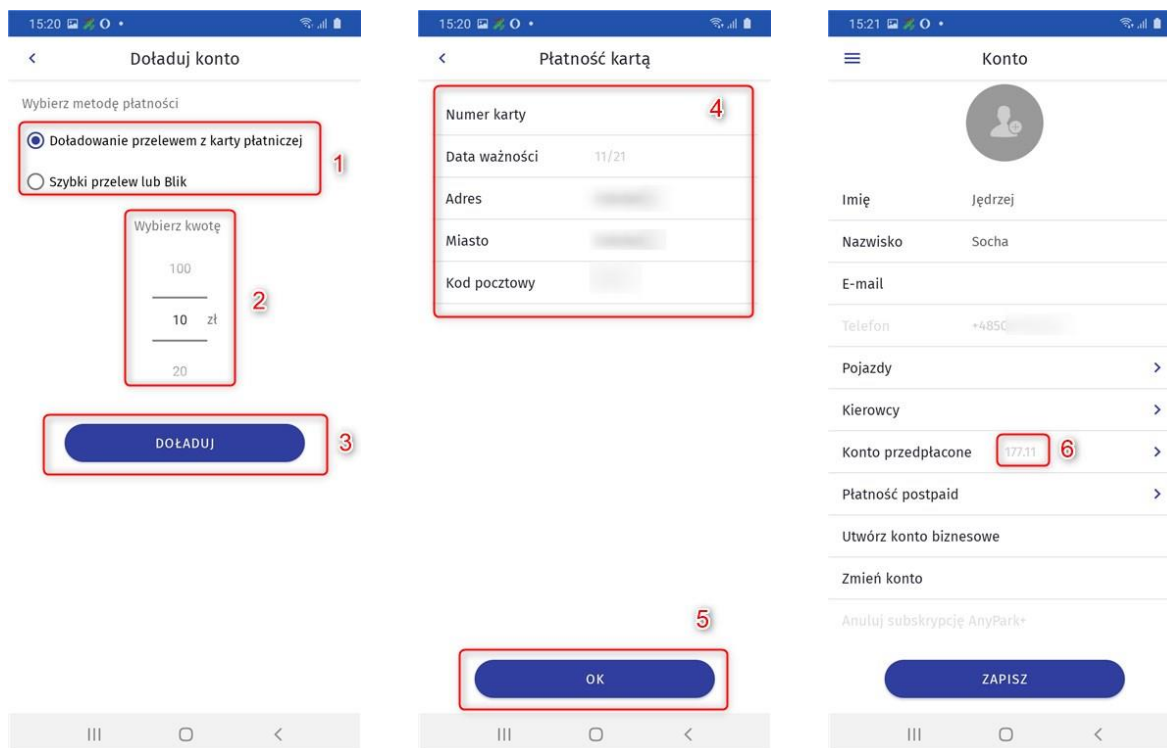 15:20
Doładuj konto
Wybierz metodę płatności
Doładowanie przelewem z karty płatniczej
Szybki przelew lub Blik
1
Wybierz kwotę
100
10 zł
20
2
DOŁADUJ
3
15:20
Płatność kartą
Numer karty
4
Data ważności 11/21
Adres
Miasto
Kod pocztowy
5
OK
15:21
Konto
Imię Jędrzej
Nazwisko Socha
E-mail
Telefon +485
Pojazdy
Kierowcy
Konto przedpłacone 177.11 6
Płatność postpaid
Utwórz konto biznesowe
Zmień konto
Anuluj subskrypcję AnyPark+
ZAPISZ